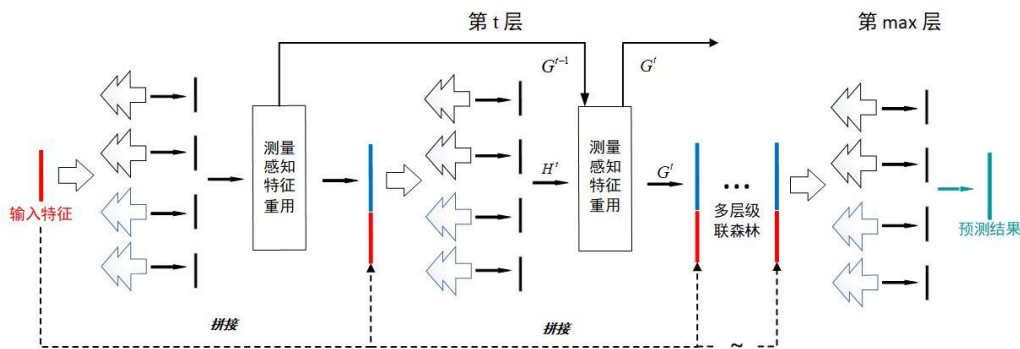 第 t 层
第 max 层
G^{t-1}
G^t
测量
感知
特征
重用
测量
感知
特征
重用
H^t
G^t
输入特征
多层级
联森林
预测结果
拼接
拼接